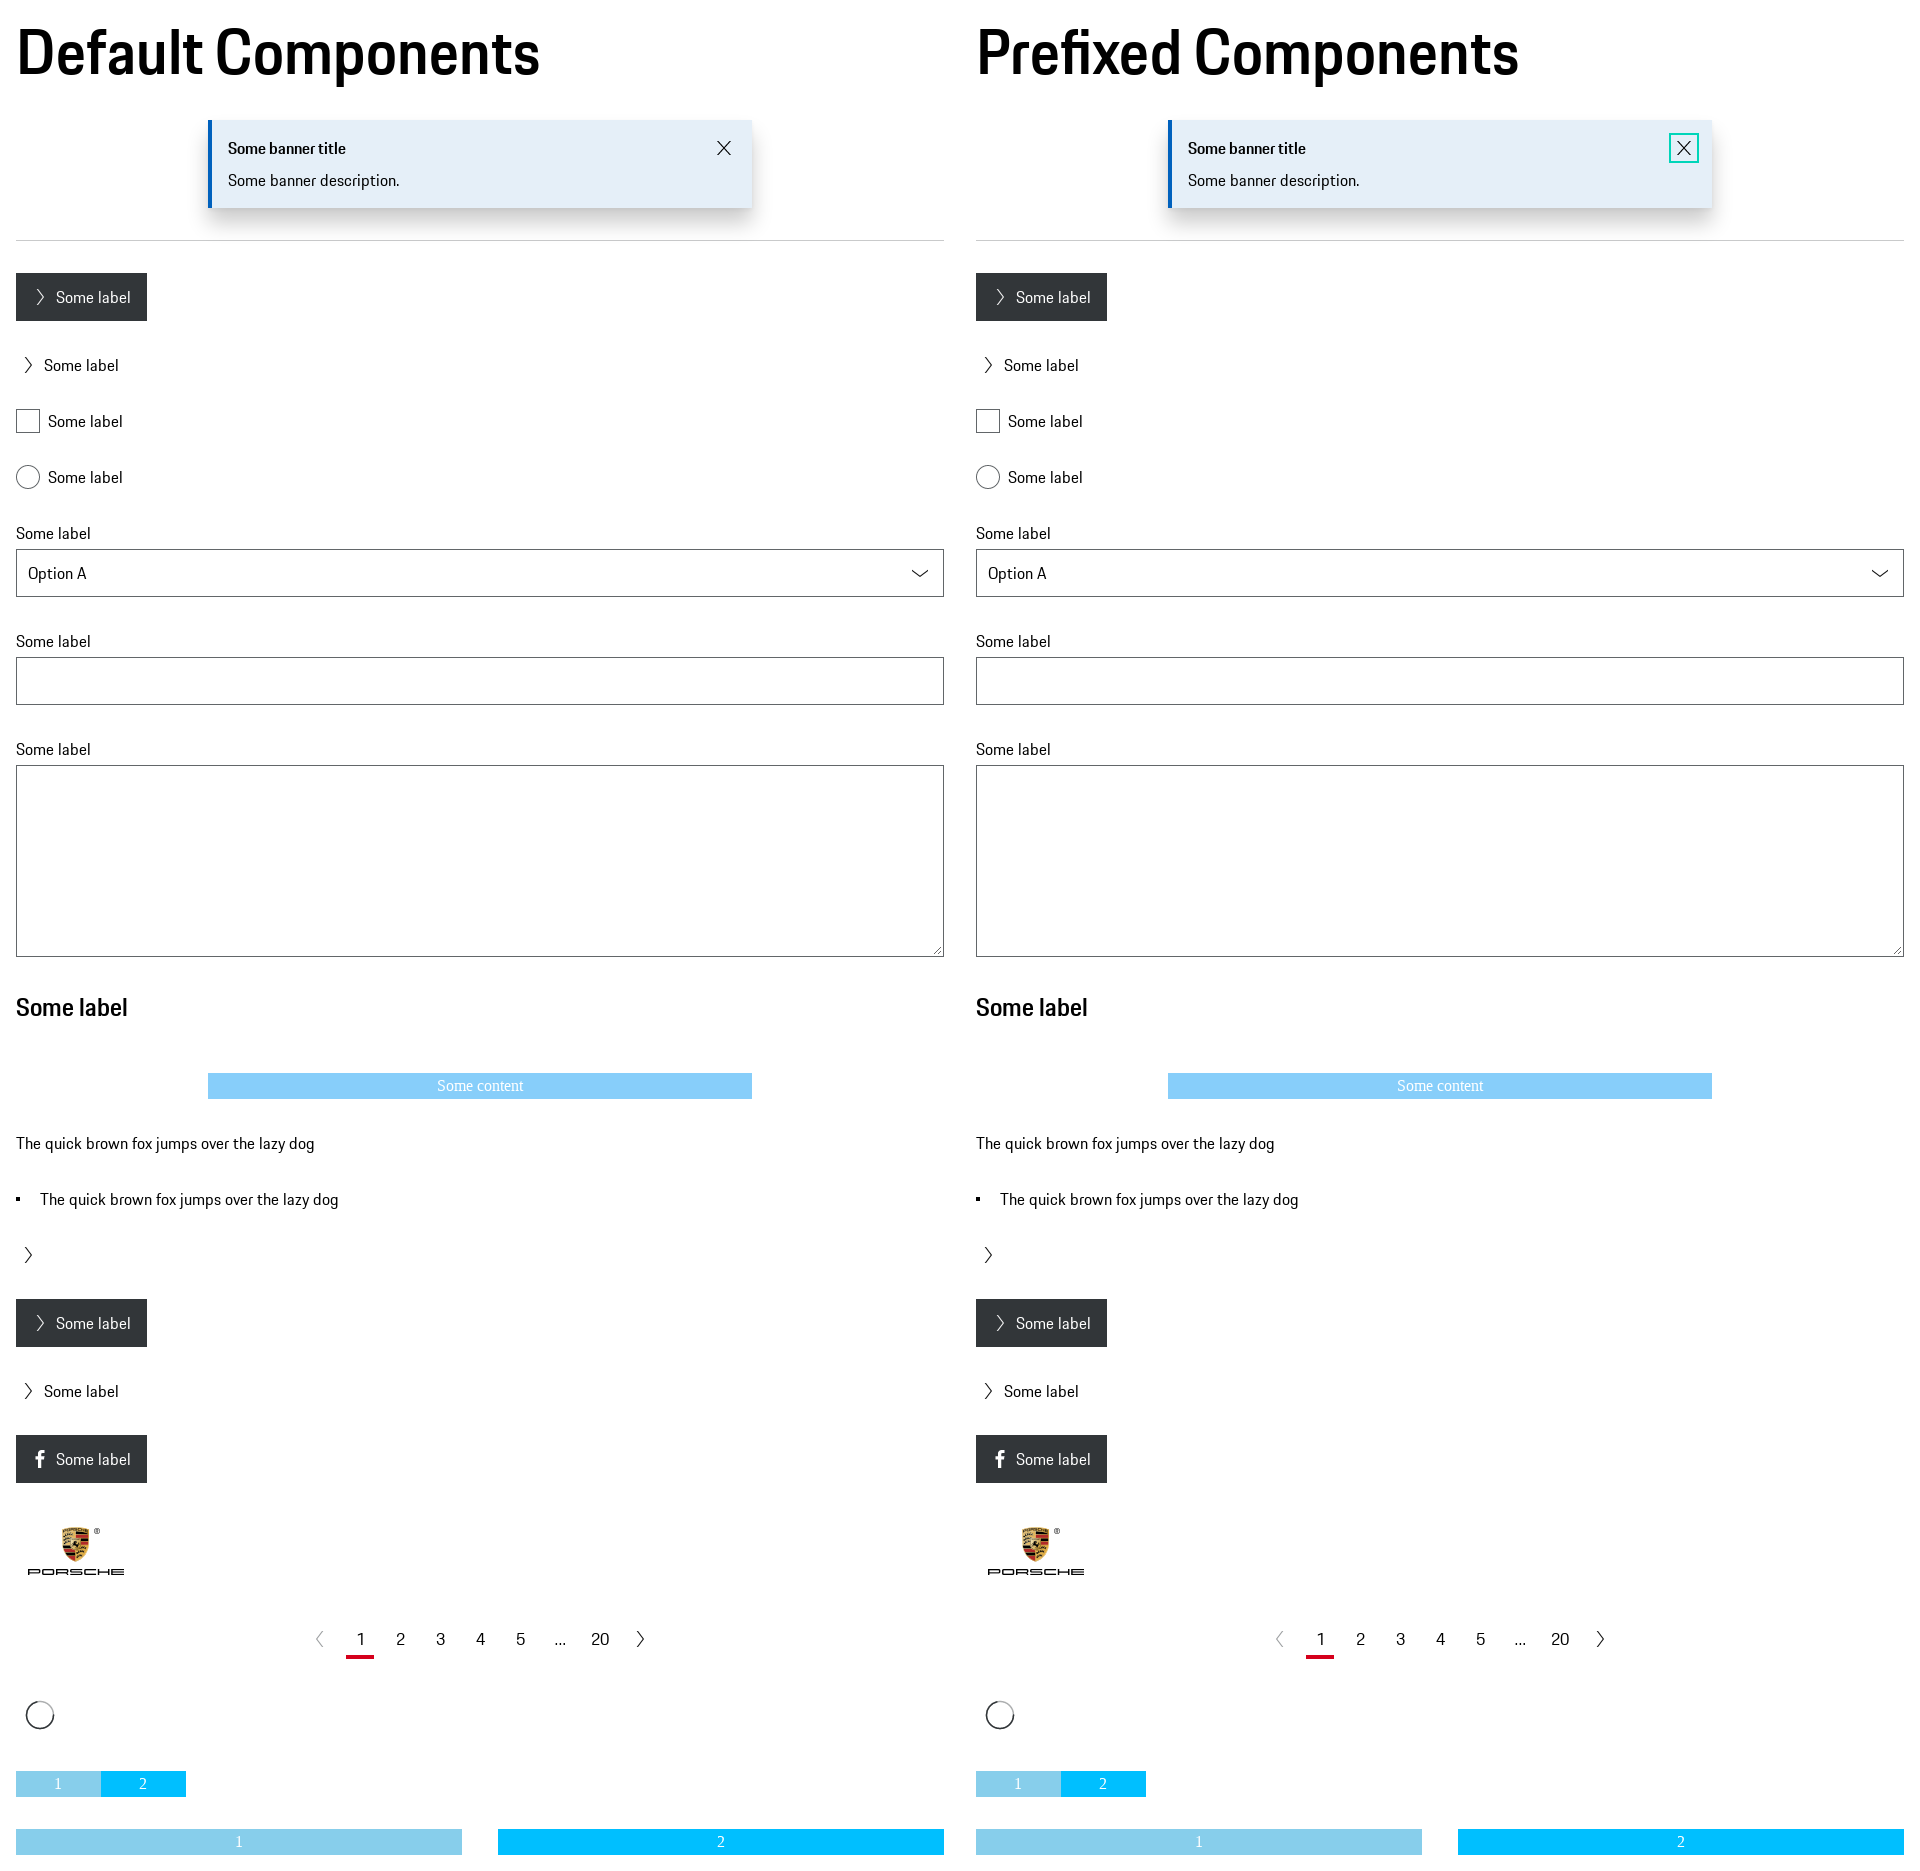 Default Components
Some banner title
Some banner description.
Some label
Some label
Some label
Some label
Some label
Option A
Some label
Some label
Some label
Some content
The quick brown fox jumps over the lazy dog
The quick brown fox jumps over the lazy dog
Some label
Some label
Some label
®
PORSCHE
1 2 3 4 5 ... 20
1 2
1 2
Prefixed Components
Some banner title
Some banner description.
Some label
Some label
Some label
Some label
Some label
Option A
Some label
Some label
Some label
Some content
The quick brown fox jumps over the lazy dog
The quick brown fox jumps over the lazy dog
Some label
Some label
Some label
®
PORSCHE
1 2 3 4 5 ... 20
1 2
1 2